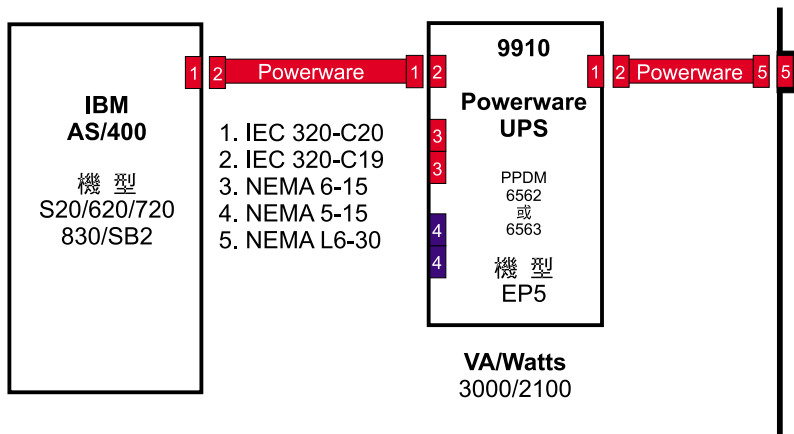 IBM
AS/400
機 型
S20/620/720
830/SB2
1 2 Powerware 1 2
1. IEC 320-C20
2. IEC 320-C19
3. NEMA 6-15
4. NEMA 5-15
5. NEMA L6-30
3
3
4
4
9910
Powerware
UPS
PPDM
6562
或
6563
機 型
EP5
1 2 Powerware 5 5
VA/Watts
3000/2100